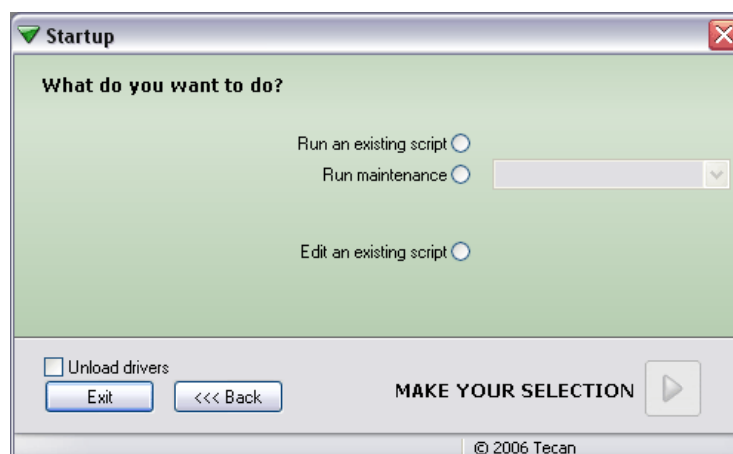 Startup
What do you want to do?
Run an existing script
Run maintenance
Edit an existing script
Unload drivers
Exit
<<< Back
MAKE YOUR SELECTION
© 2006 Tecan